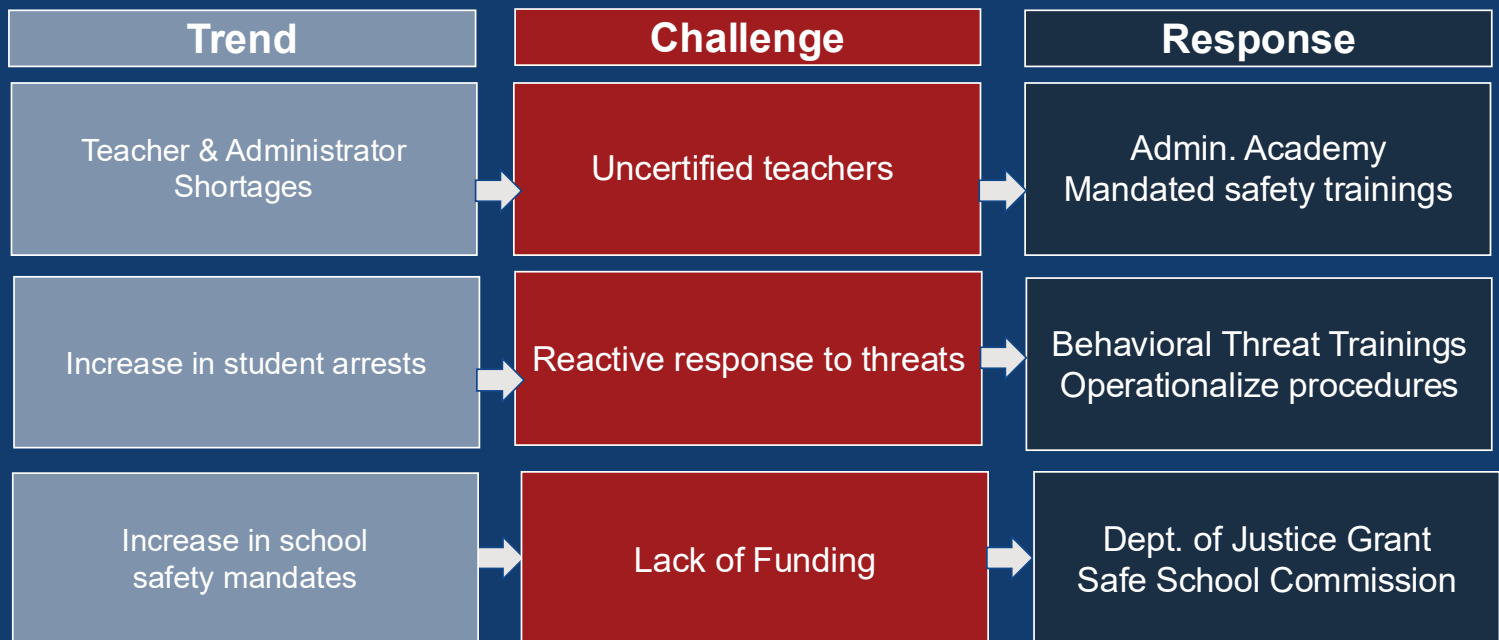 Trend
Challenge
Response
Teacher & Administrator
Shortages
Uncertified teachers
Admin. Academy
Mandated safety trainings
Increase in student arrests
Reactive response to threats
Behavioral Threat Trainings
Operationalize procedures
Increase in school
safety mandates
Lack of Funding
Dept. of Justice Grant
Safe School Commission